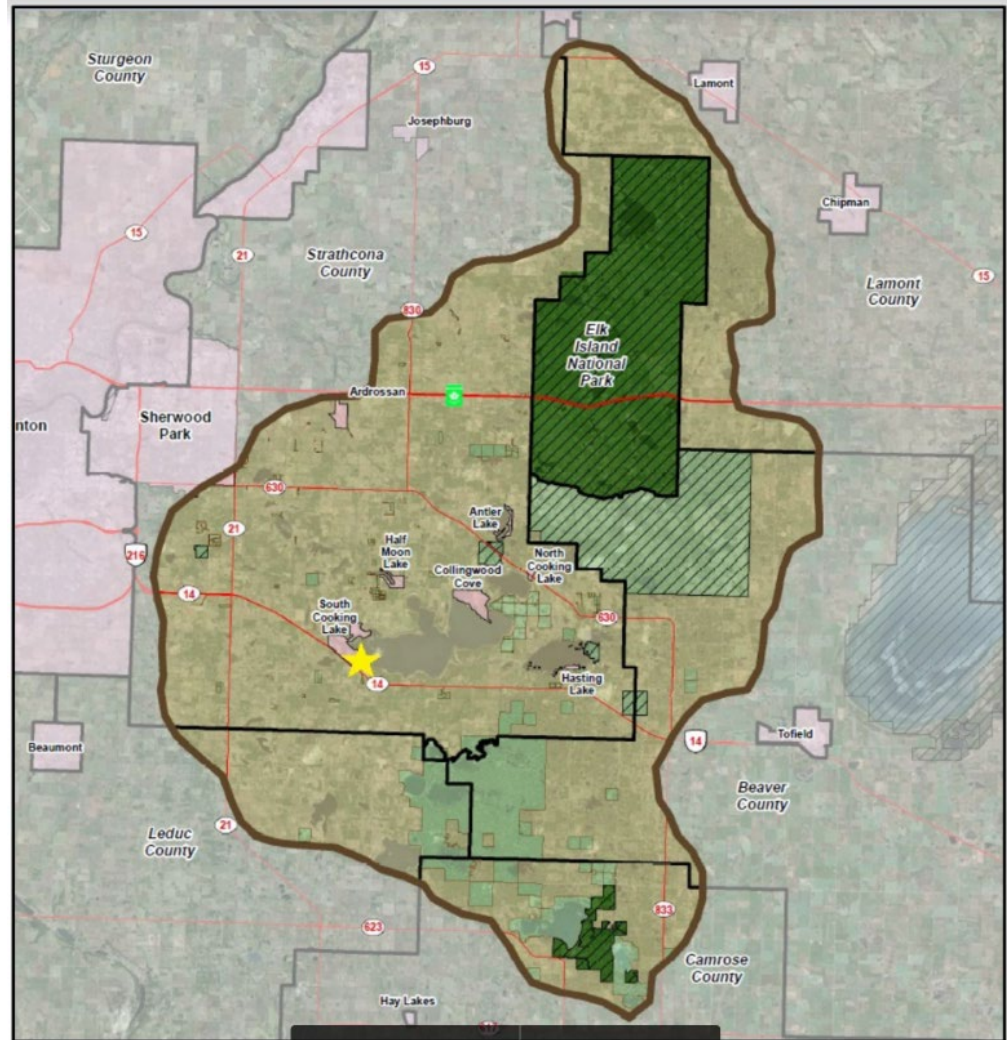 Sturgeon
County
15
Lamont
Josephburg
Chipman
15
21
Strathcona
County
15
Lamont
County
830
Elk
Island
National
Park
Ardrossan
Sherwood
Park
nton
630
Antler
Lake
21
Half
Moon
Lake
North
Cooking
Lake
216
Collingwood
Cove
14
South
Cooking
Lake
630
14
Hasting
Lake
Beaumont
14
Tofield
Beaver
County
21
Leduc
County
833
623
Camrose
County
Hay Lakes